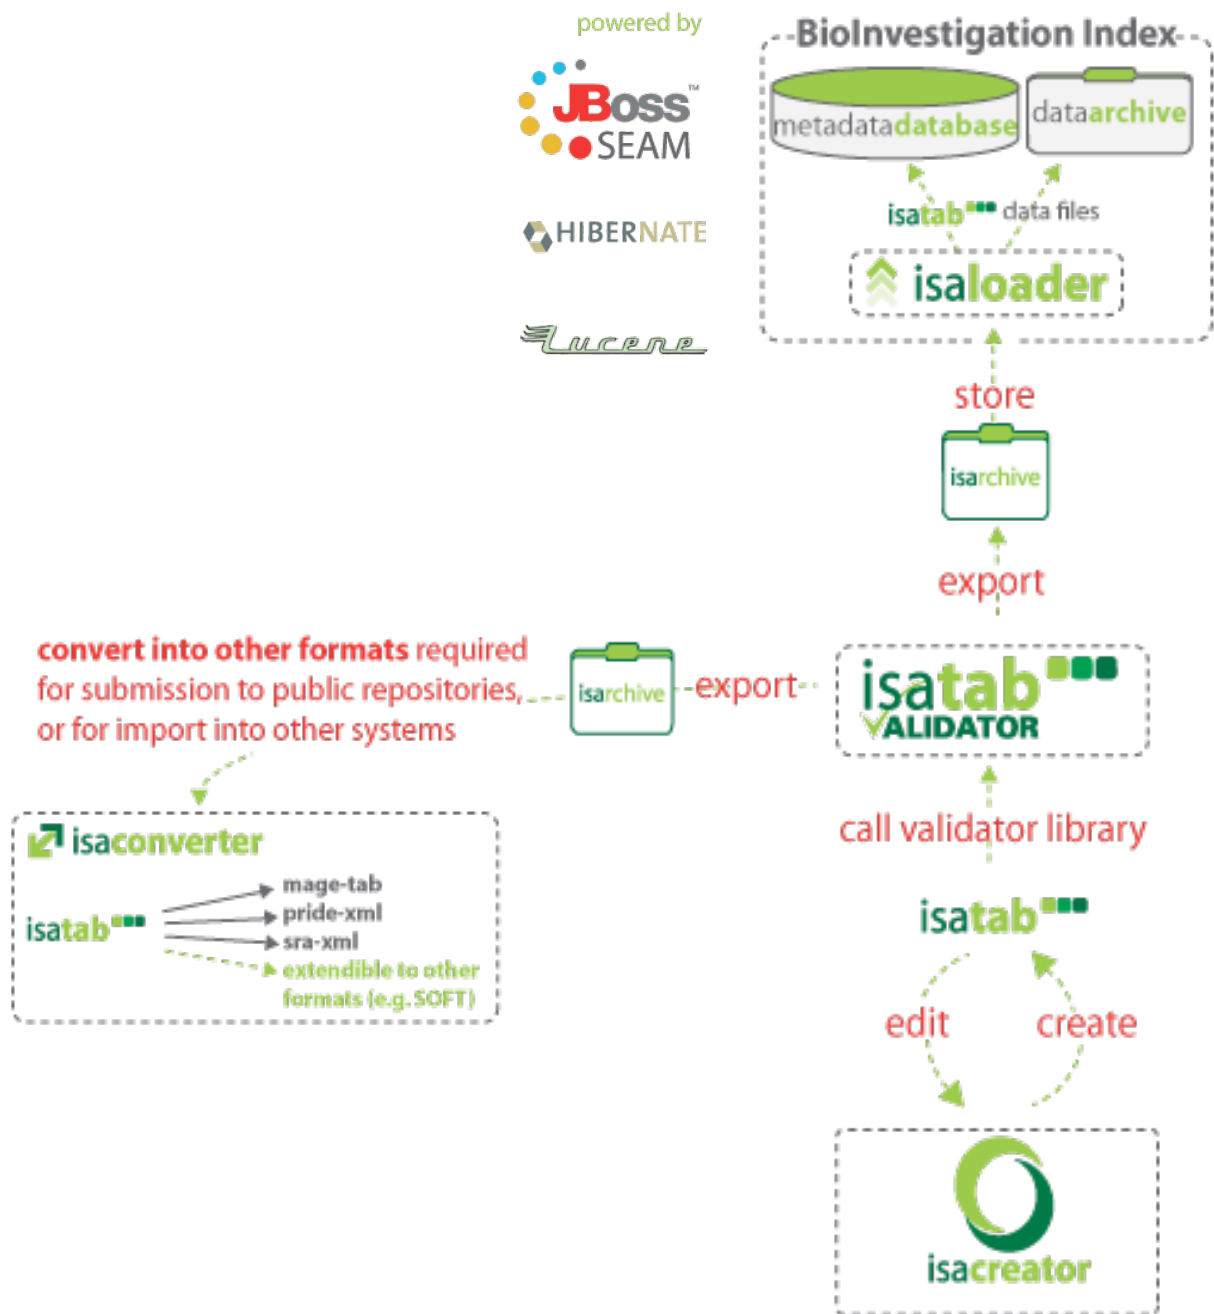 powered by
BioInvestigation Index
JBoss™
SEAM
metadatadatabase
dataarchive
HIBERNATE
isatab data files
isaloader
Lucene
store
isarchive
export
convert into other formats required
for submission to public repositories,
or for import into other systems
isarchive
export
isatab
VALIDATOR
call validator library
isaconverter
isatab
mage-tab
pride-xml
sra-xml
extendible to other
formats (e.g. SOFT)
isatab
edit
create
isacreator